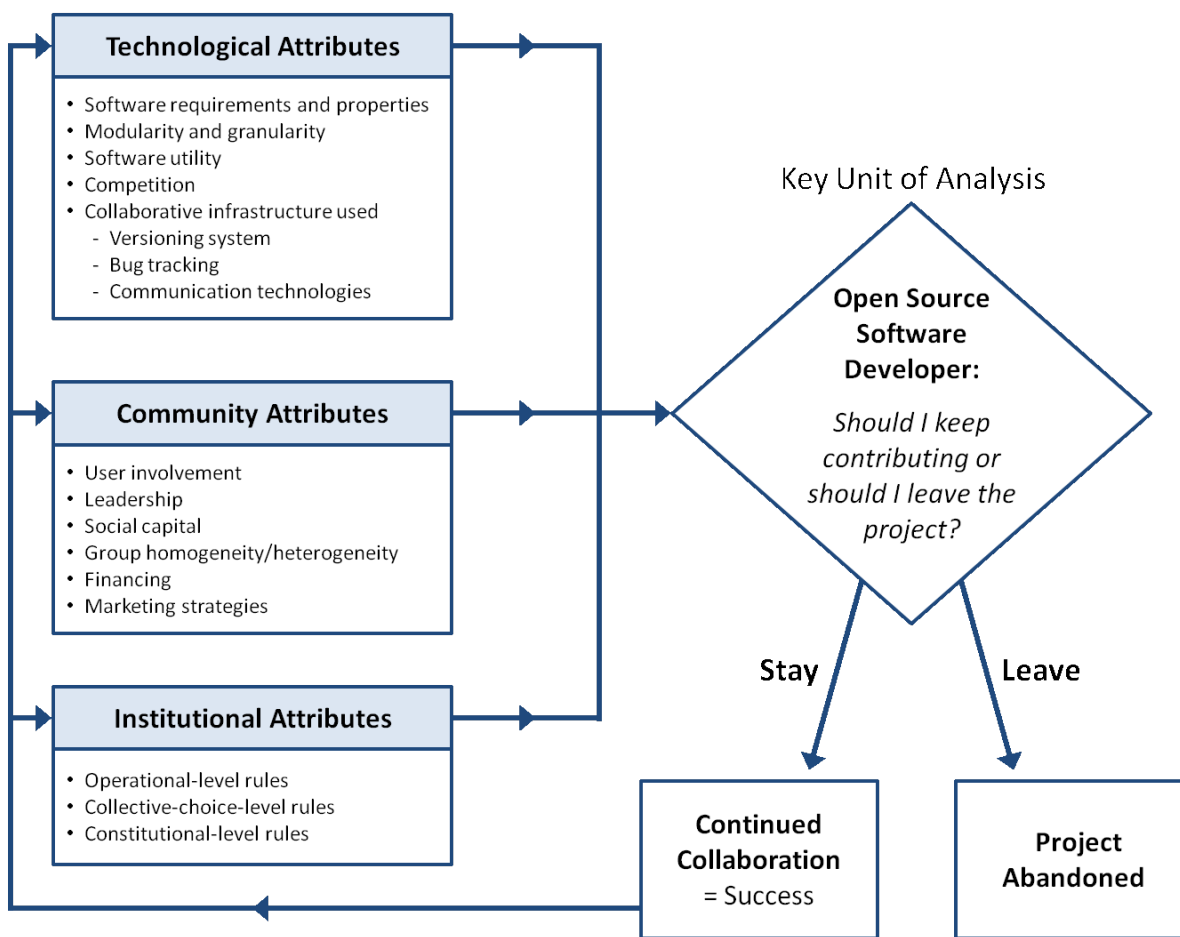 Technological Attributes
• Software requirements and properties
• Modularity and granularity
• Software utility
• Competition
• Collaborative infrastructure used
- Versioning system
- Bug tracking
- Communication technologies
Community Attributes
• User involvement
• Leadership
• Social capital
• Group homogeneity/heterogeneity
• Financing
• Marketing strategies
Institutional Attributes
• Operational-level rules
• Collective-choice-level rules
• Constitutional-level rules
Key Unit of Analysis
Open Source
Software
Developer:
Should I keep
contributing or
should I leave the
project?
Stay
Leave
Continued
Collaboration
= Success
Project
Abandoned